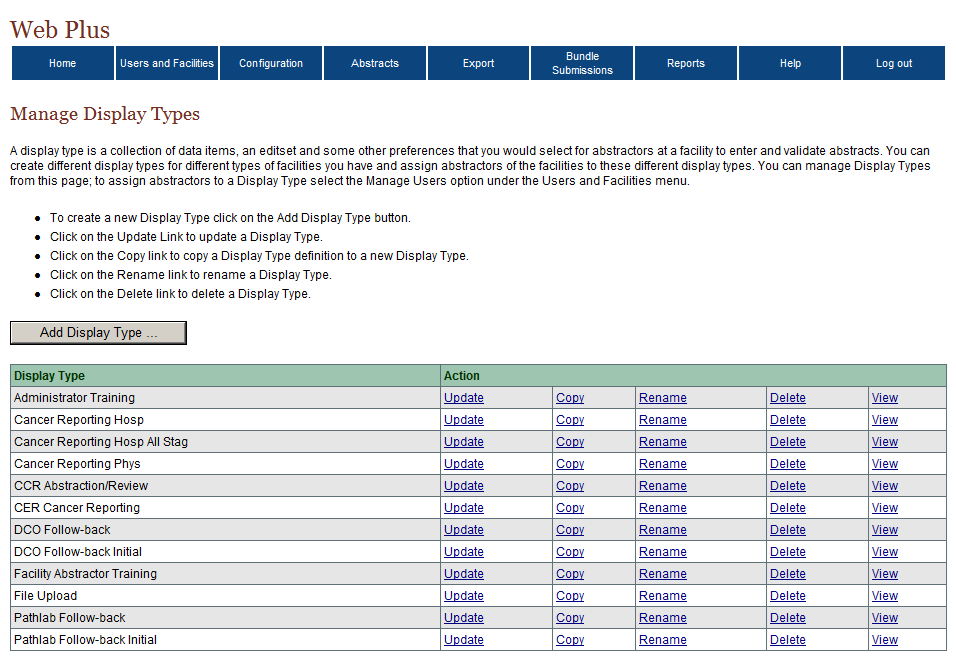 Web Plus
Home Users and Facilities Configuration Abstracts Export Bundle Submissions Reports Help Log out
Manage Display Types
A display type is a collection of data items, an editset and some other preferences that you would select for abstractors at a facility to enter and validate abstracts. You can
create different display types for different types of facilities you have and assign abstractors of the facilities to these different display types. You can manage Display Types
from this page; to assign abstractors to a Display Type select the Manage Users option under the Users and Facilities menu.
• To create a new Display Type click on the Add Display Type button.
• Click on the Update Link to update a Display Type.
• Click on the Copy link to copy a Display Type definition to a new Display Type.
• Click on the Rename link to rename a Display Type.
• Click on the Delete link to delete a Display Type.
Add Display Type ...
Display Type Action
Administrator Training Update Copy Rename Delete View
Cancer Reporting Hosp Update Copy Rename Delete View
Cancer Reporting Hosp All Stag Update Copy Rename Delete View
Cancer Reporting Phys Update Copy Rename Delete View
CCR Abstraction/Review Update Copy Rename Delete View
CER Cancer Reporting Update Copy Rename Delete View
DCO Follow-back Update Copy Rename Delete View
DCO Follow-back Initial Update Copy Rename Delete View
Facility Abstractor Training Update Copy Rename Delete View
File Upload Update Copy Rename Delete View
Pathlab Follow-back Update Copy Rename Delete View
Pathlab Follow-back Initial Update Copy Rename Delete View